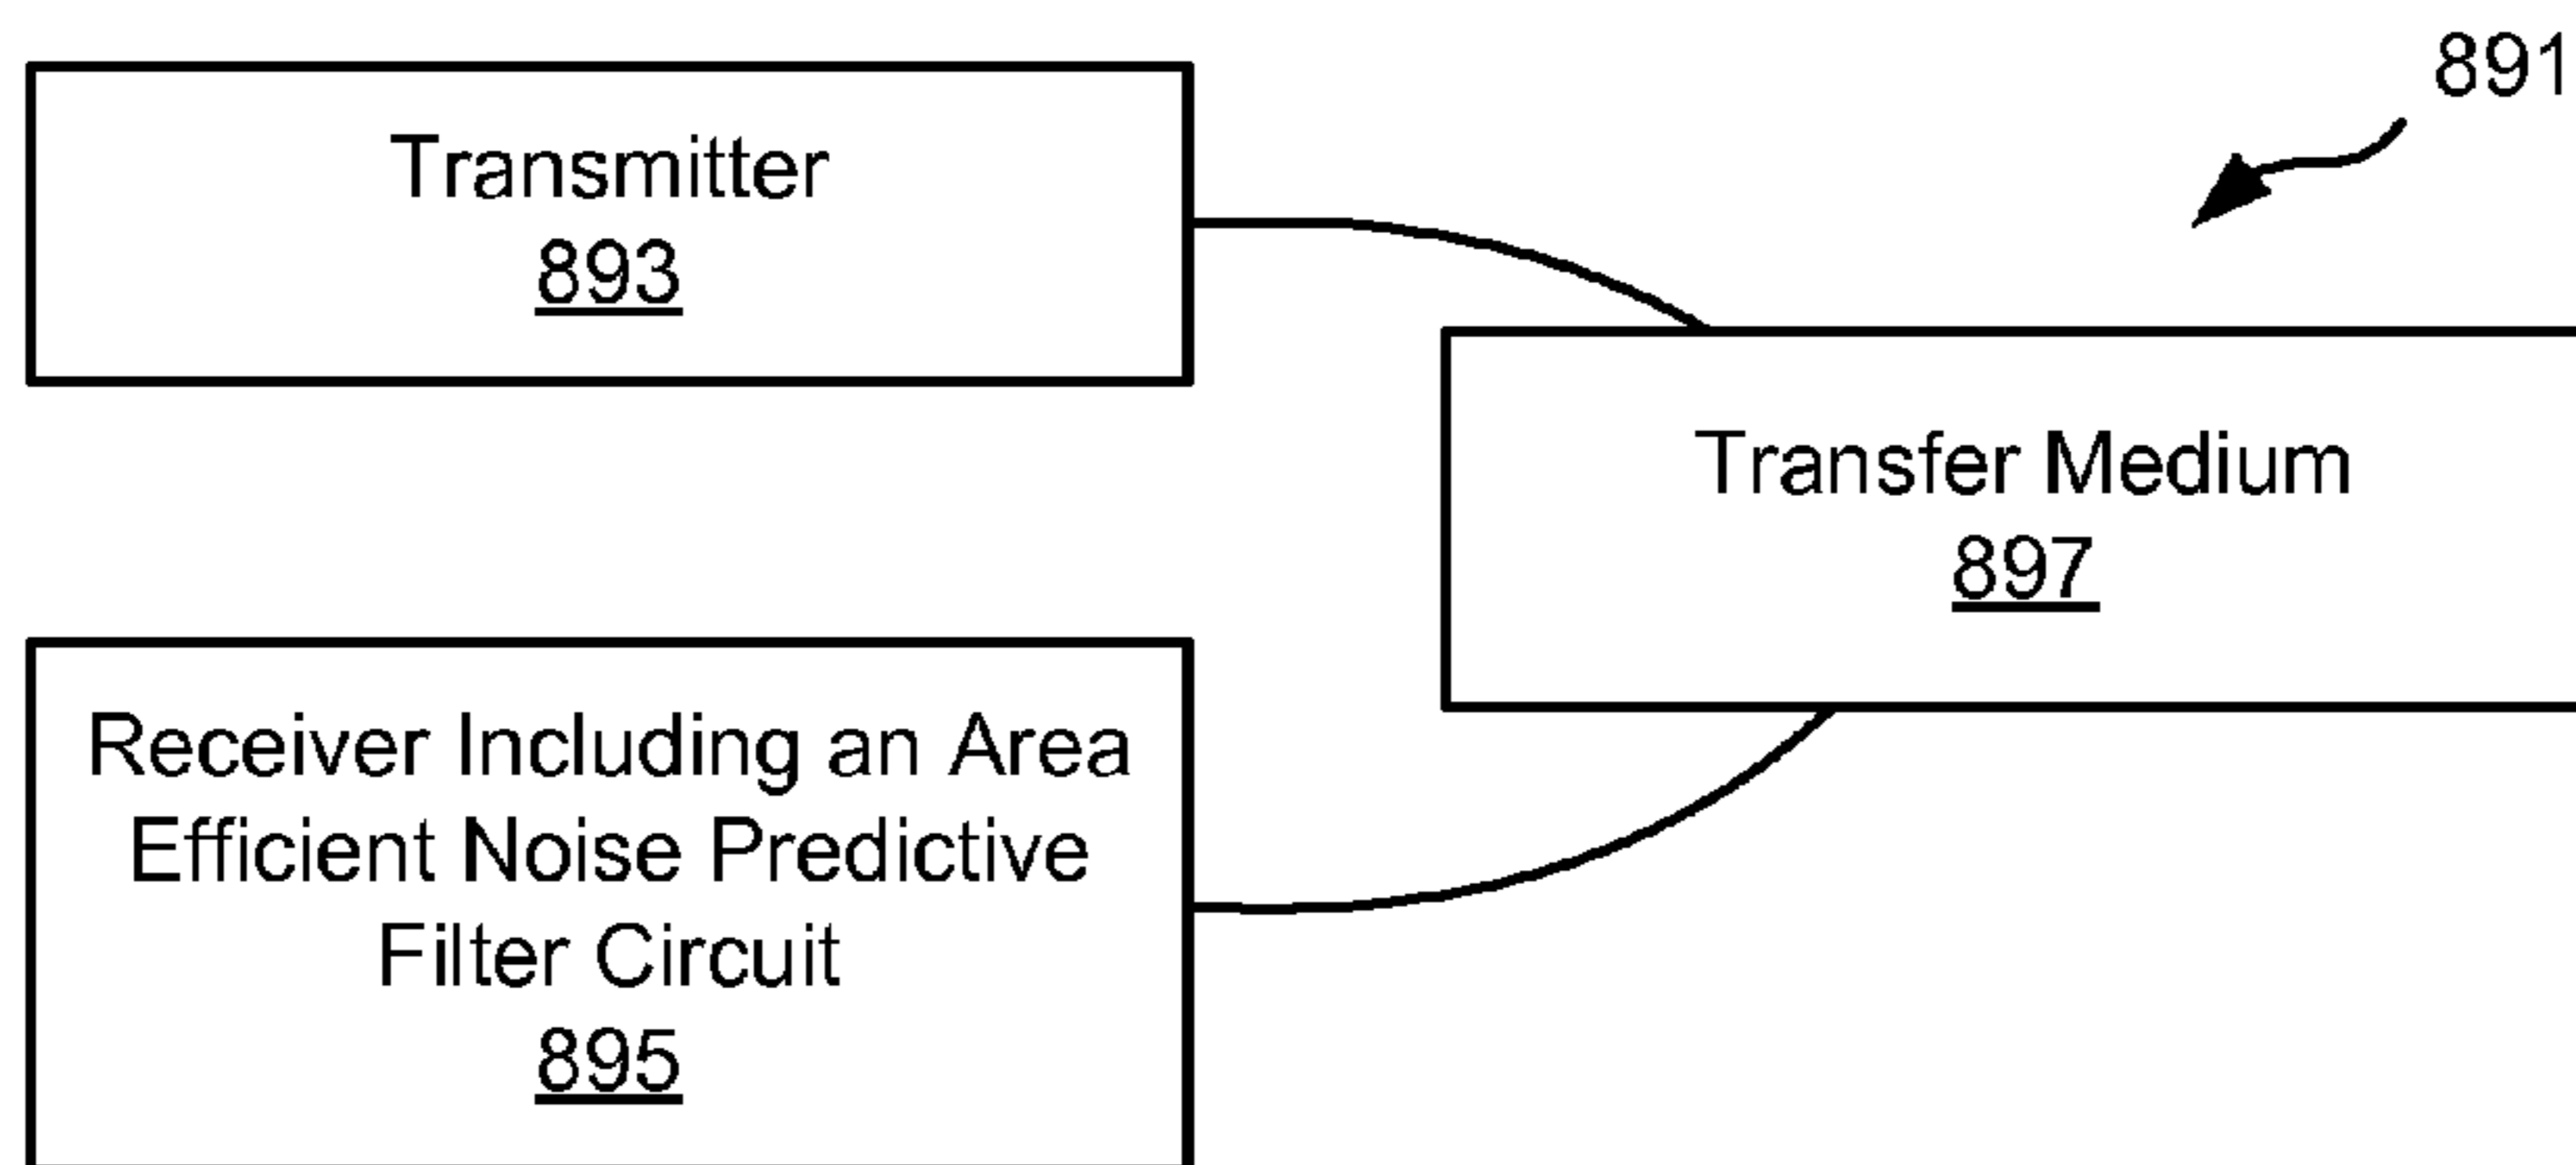 891
Transmitter
893
Transfer Medium
897
Receiver Including an Area
Efficient Noise Predictive
Filter Circuit
895